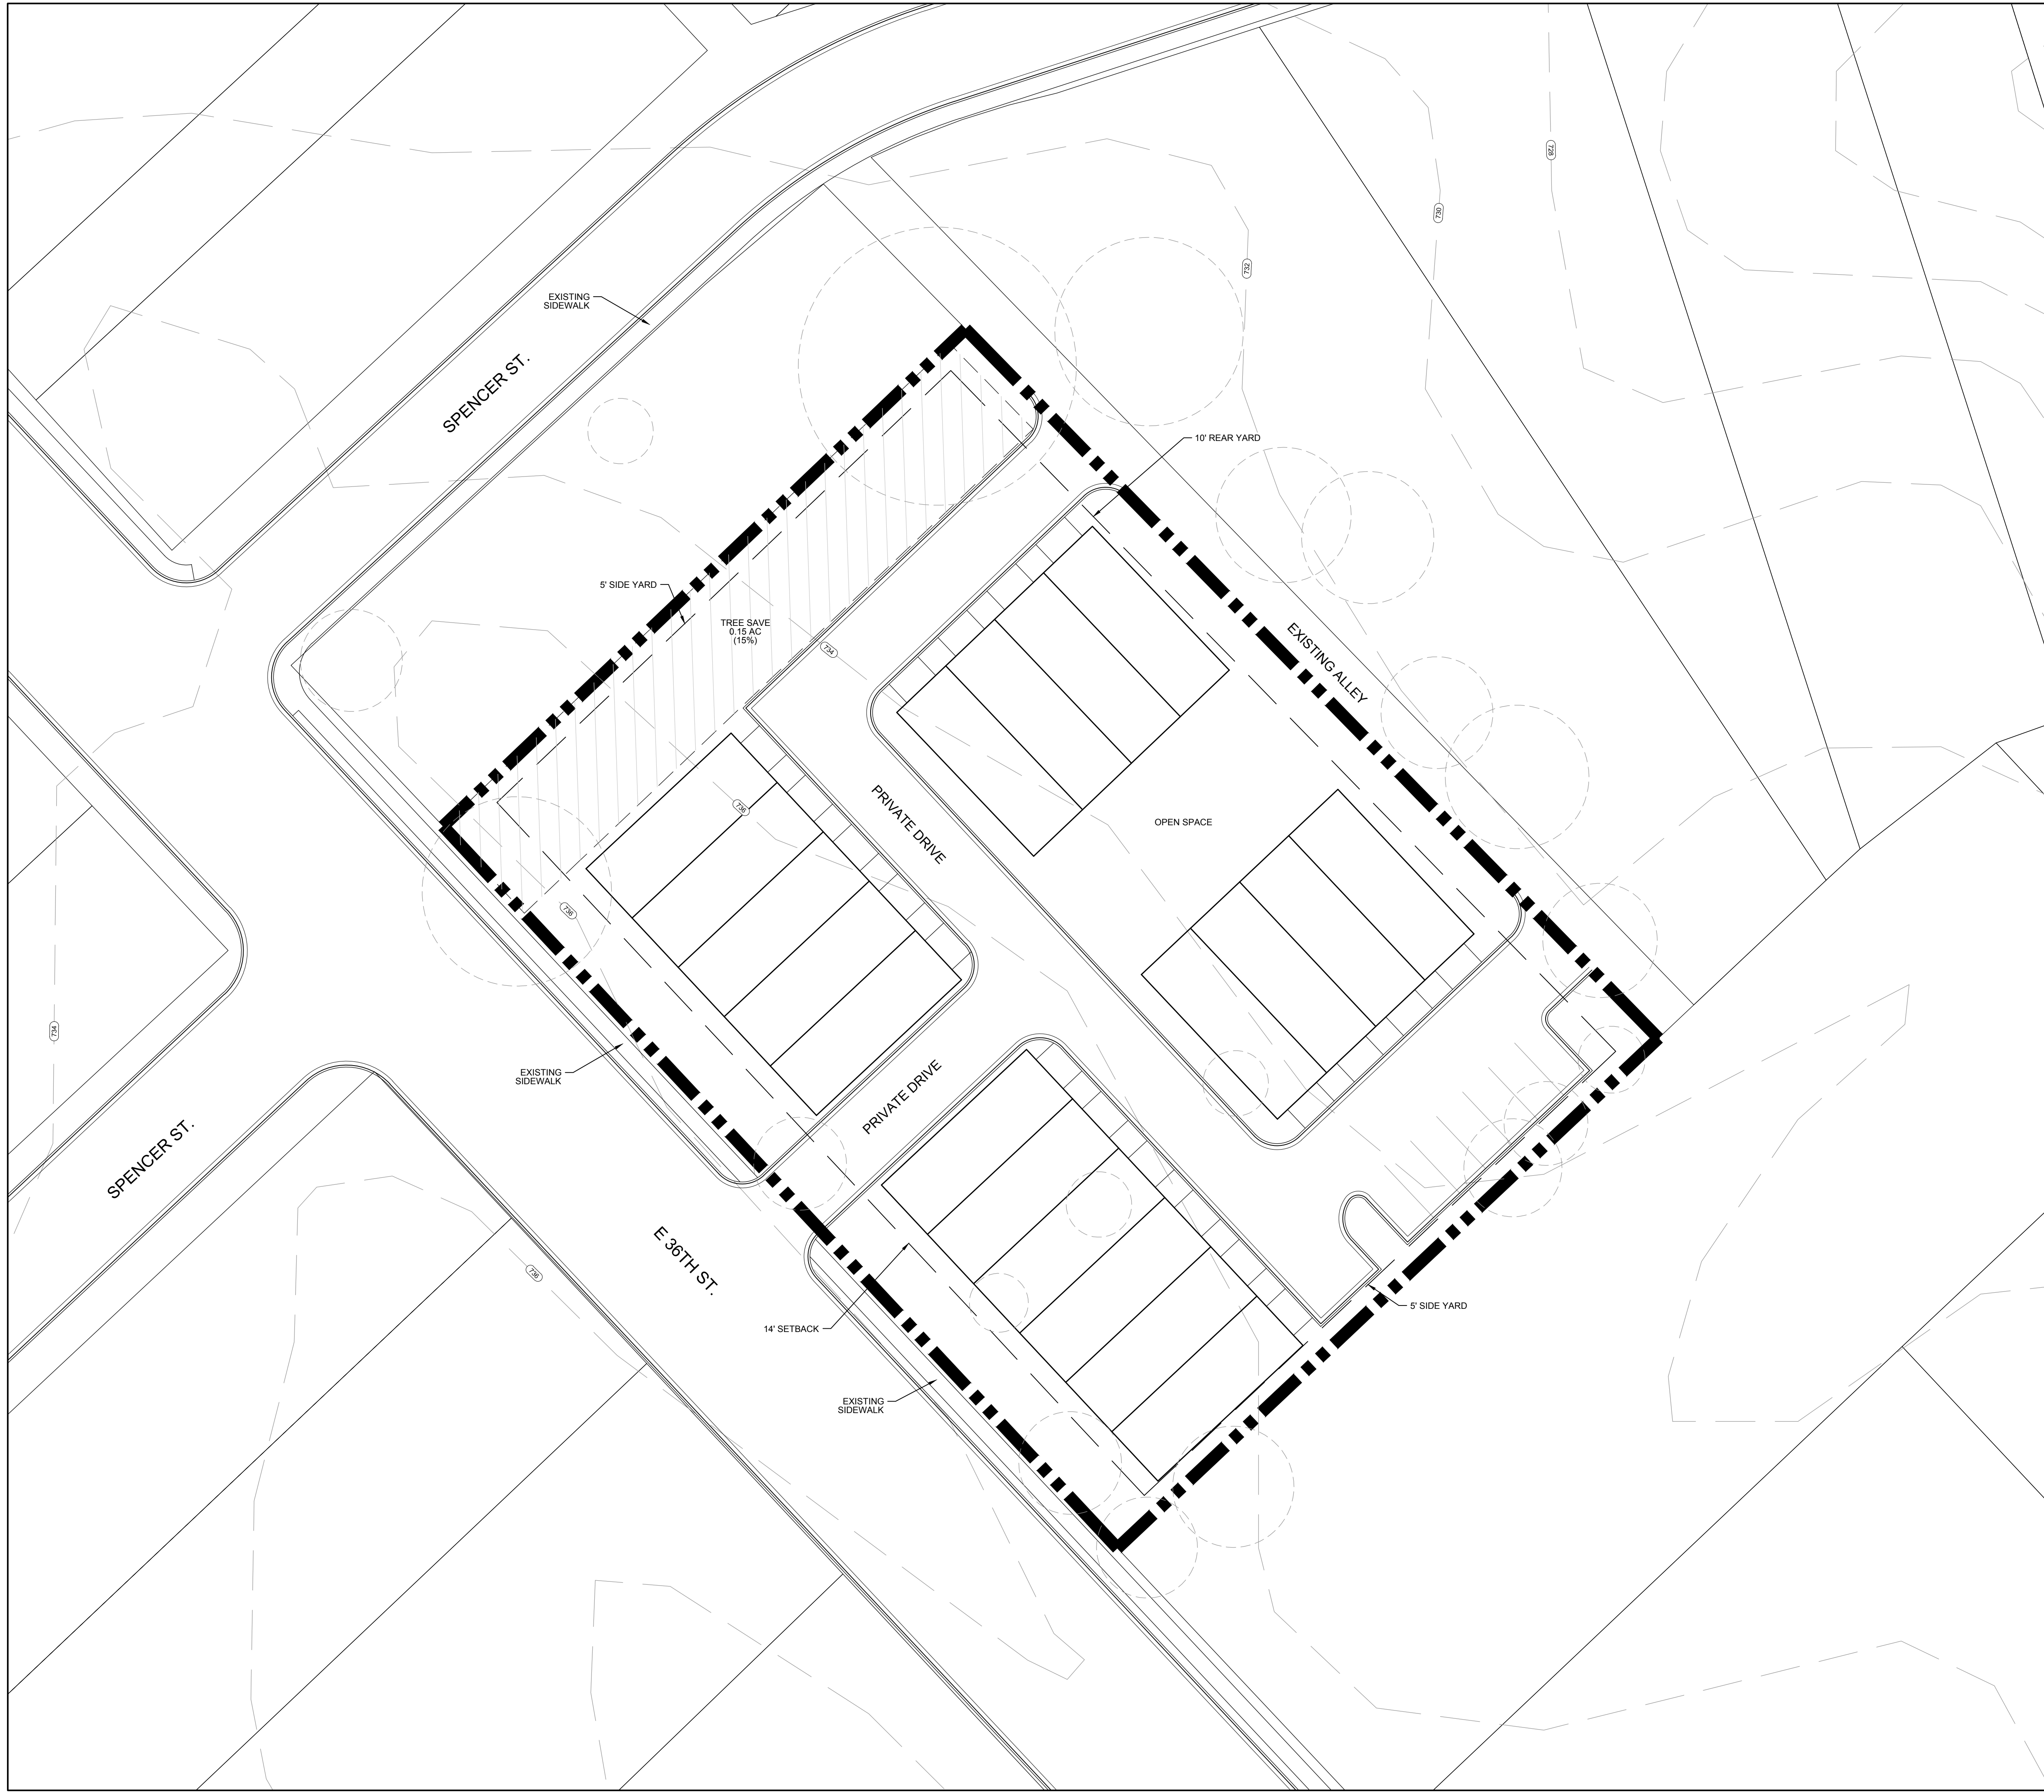 728
730
732
EXISTING
SIDEWALK
SPENCER ST.
10' REAR YARD
5' SIDE YARD
TREE SAVE
0.15 AC
(15%)
734
EXISTING ALLEY
736
PRIVATE DRIVE
OPEN SPACE
736
734
EXISTING
SIDEWALK
PRIVATE DRIVE
SPENCER ST.
E 36TH ST.
736
14' SETBACK
5' SIDE YARD
EXISTING
SIDEWALK